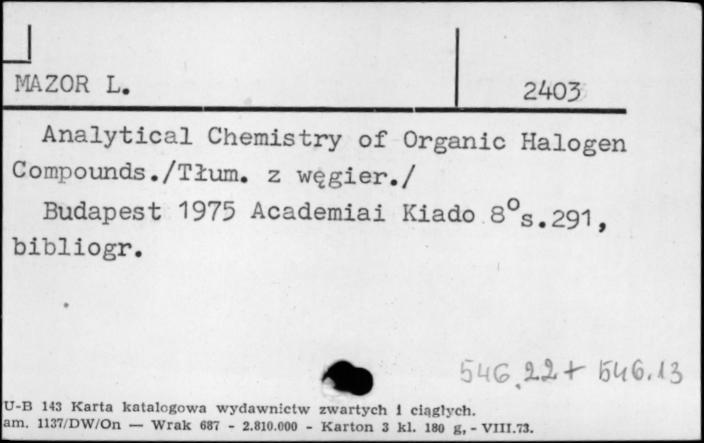 MAZOR L.
2403
Analytical Chemistry of Organic Halogen
Compounds./Tłum. z węgier./
Budapest 1975 Academiai Kiado 8° s.291,
bibliogr.
546.22 + 546.13
U-B 143 Karta katalogowa wydawnictw zwartych i ciągłych.
am. 1137/DW/On — Wrak 687 - 2.810.000 - Karton 3 kl. 180 g, - VIII.73.